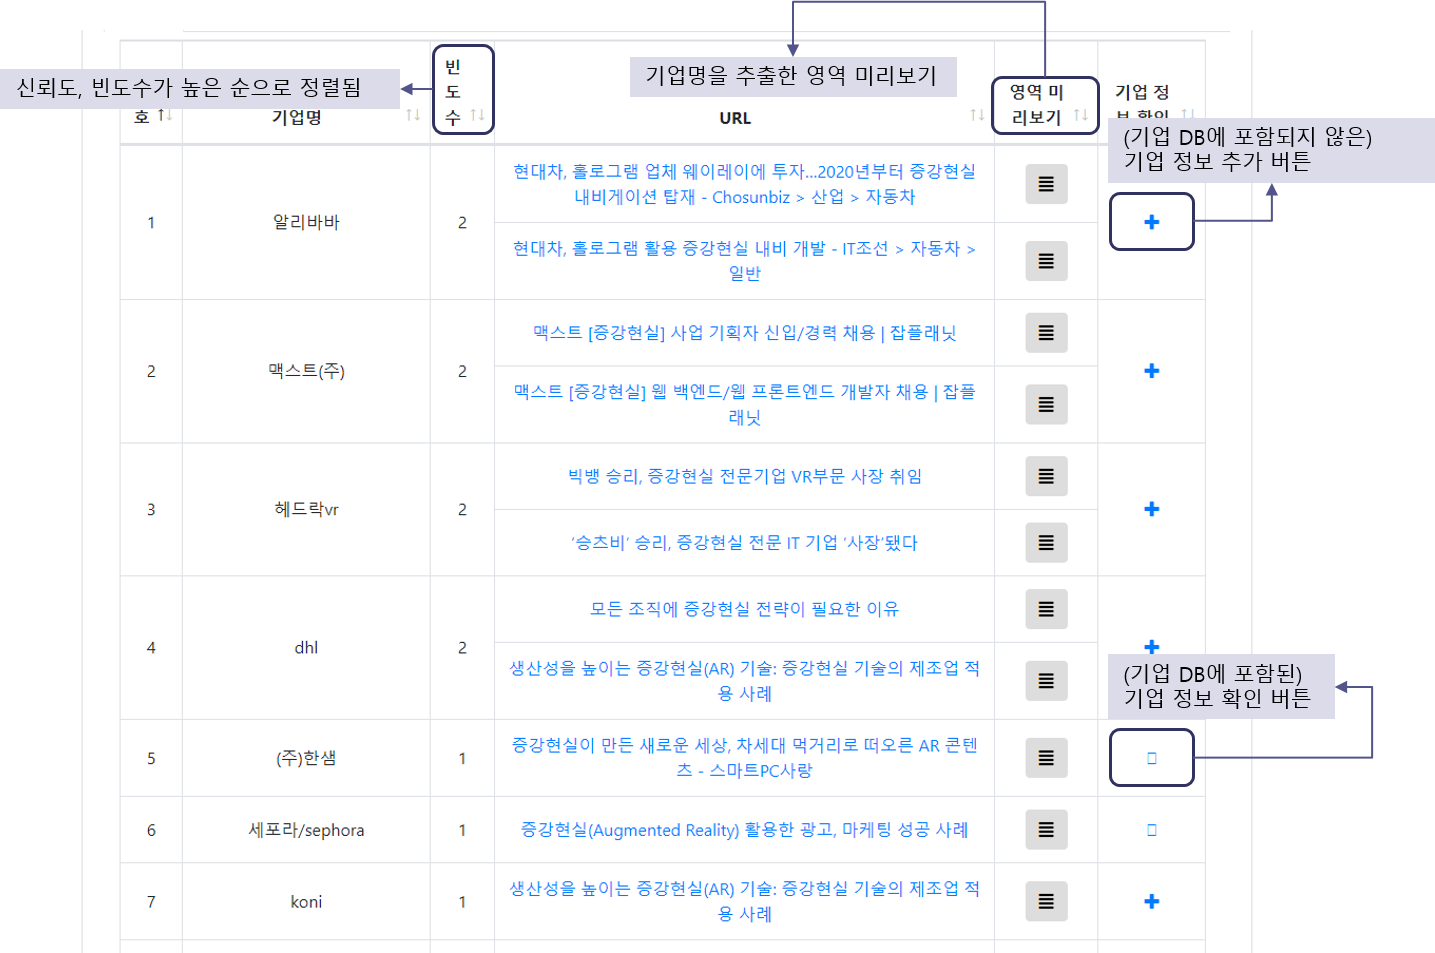 신뢰도, 빈도수가 높은 순으로 정렬됨
호
기업명
빈
도
수
기업명을 추출한 영역 미리보기
URL
영역 미
리보기
기업 정
보 확인
(기업 DB에 포함되지 않은)
기업 정보 추가 버튼
1
알리바바
2
현대차, 홀로그램 업체 웨이레이에 투자...2020년부터 증강현실
내비게이션 탑재 - Chosunbiz > 산업 > 자동차
현대차, 홀로그램 활용 증강현실 내비 개발 - IT조선 > 자동차 >
일반
2
맥스트(주)
2
맥스트 [증강현실] 사업 기획자 신입/경력 채용 | 잡플래닛
맥스트 [증강현실] 웹 백엔드/웹 프론트엔드 개발자 채용 | 잡플
래닛
3
헤드락vr
2
빅뱅 승리, 증강현실 전문기업 VR부문 사장 취임
‘승츠비’ 승리, 증강현실 전문 IT 기업 ‘사장’됐다
4
dhl
2
모든 조직에 증강현실 전략이 필요한 이유
생산성을 높이는 증강현실(AR) 기술: 증강현실 기술의 제조업 적
용 사례
(기업 DB에 포함된)
기업 정보 확인 버튼
5
(주)한샘
1
증강현실이 만든 새로운 세상, 차세대 먹거리로 떠오른 AR 콘텐
츠 - 스마트PC사랑
6
세포라/sephora
1
증강현실(Augmented Reality) 활용한 광고, 마케팅 성공 사례
7
koni
1
생산성을 높이는 증강현실(AR) 기술: 증강현실 기술의 제조업 적
용 사례